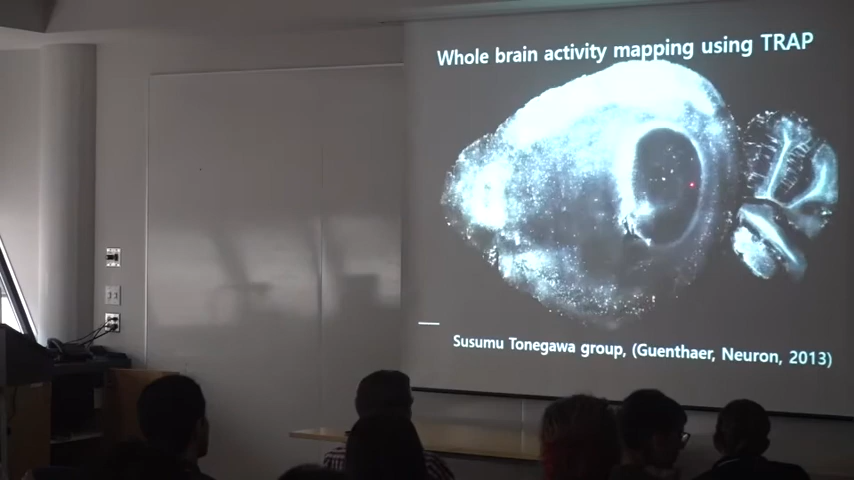 Whole brain activity mapping using TRAP
Susumu Tonegawa group, (Guenthaer, Neuron, 2013)